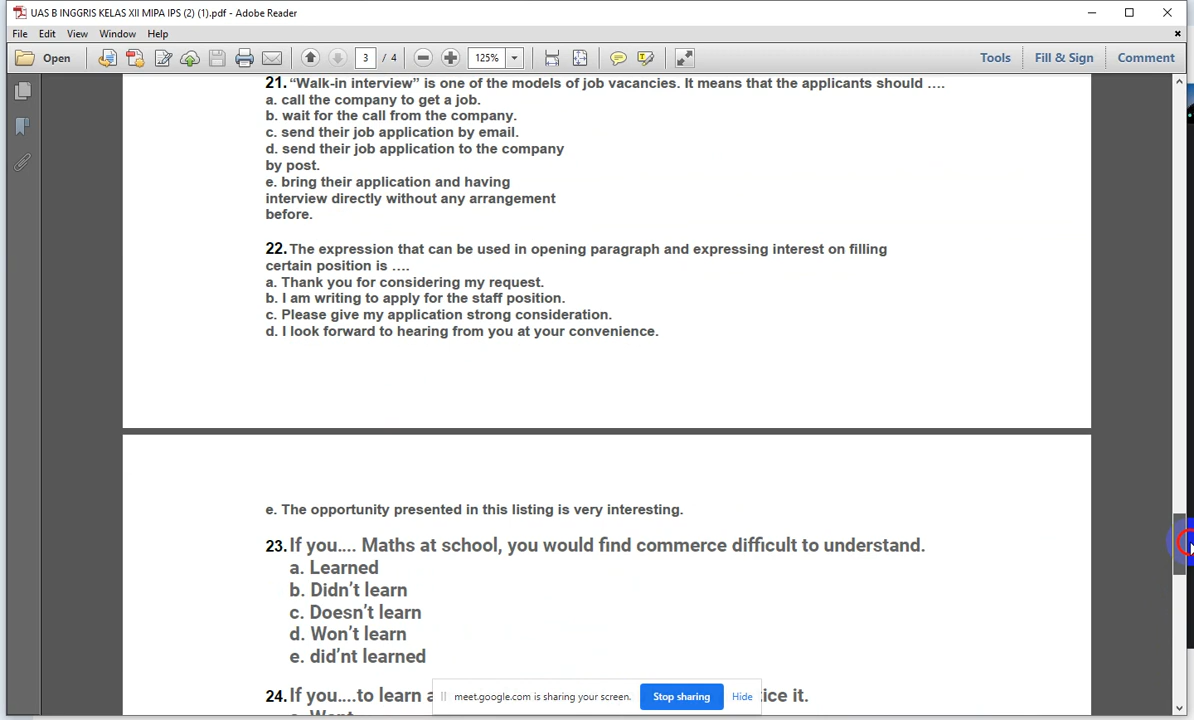 UAS B INGGRIS KELAS XII MIPA IPS (2) (1).pdf - Adobe Reader
File Edit View Window Help
Open 3 / 4 125% Tools Fill & Sign Comment
21. “Walk-in interview” is one of the models of job vacancies. It means that the applicants should ….
a. call the company to get a job.
b. wait for the call from the company.
c. send their job application by email.
d. send their job application to the company
by post.
e. bring their application and having
interview directly without any arrangement
before.
22. The expression that can be used in opening paragraph and expressing interest on filling
certain position is ….
a. Thank you for considering my request.
b. I am writing to apply for the staff position.
c. Please give my application strong consideration.
d. I look forward to hearing from you at your convenience.
e. The opportunity presented in this listing is very interesting.
23. If you…. Maths at school, you would find commerce difficult to understand.
a. Learned
b. Didn’t learn
c. Doesn’t learn
d. Won’t learn
e. did’nt learned
24. If you….to learn a
ice it.
meet.google.com is sharing your screen. Stop sharing Hide